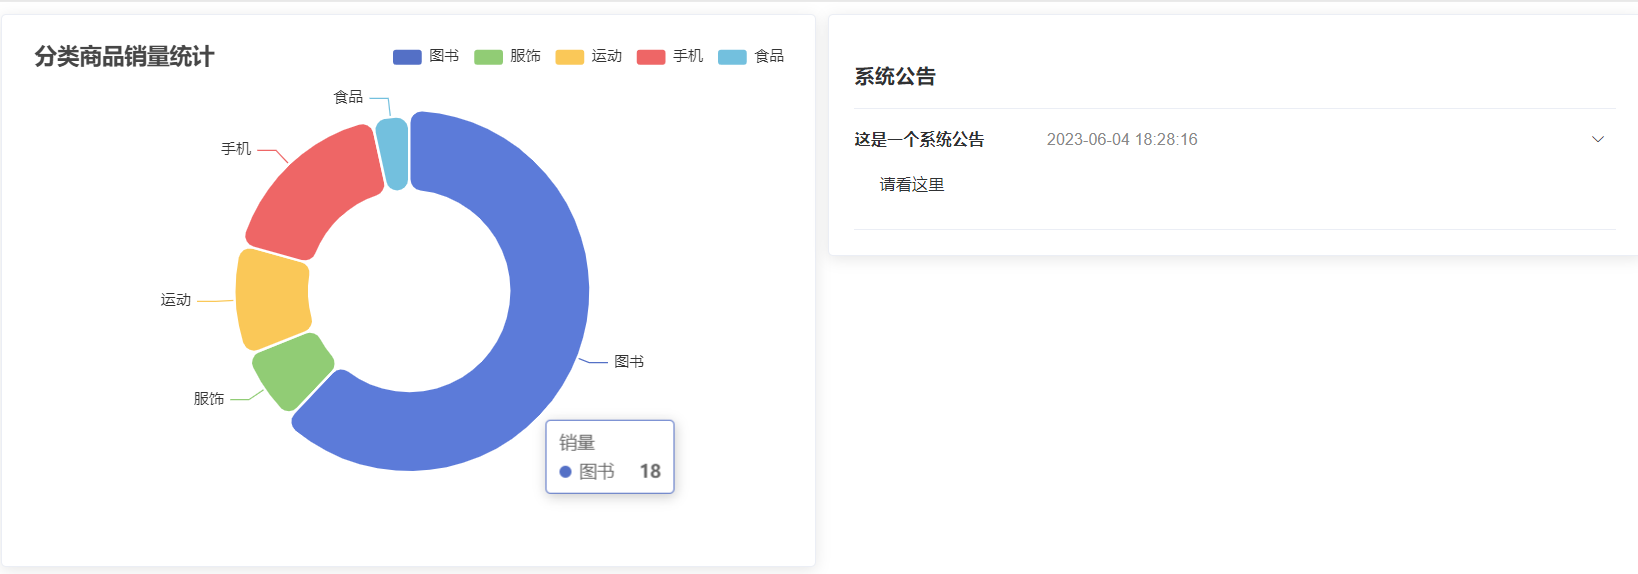 分类商品销量统计
图书 服饰 运动 手机 食品
食品
手机
运动
图书
服饰
销量
图书 18
系统公告
这是一个系统公告 2023-06-04 18:28:16
请看这里